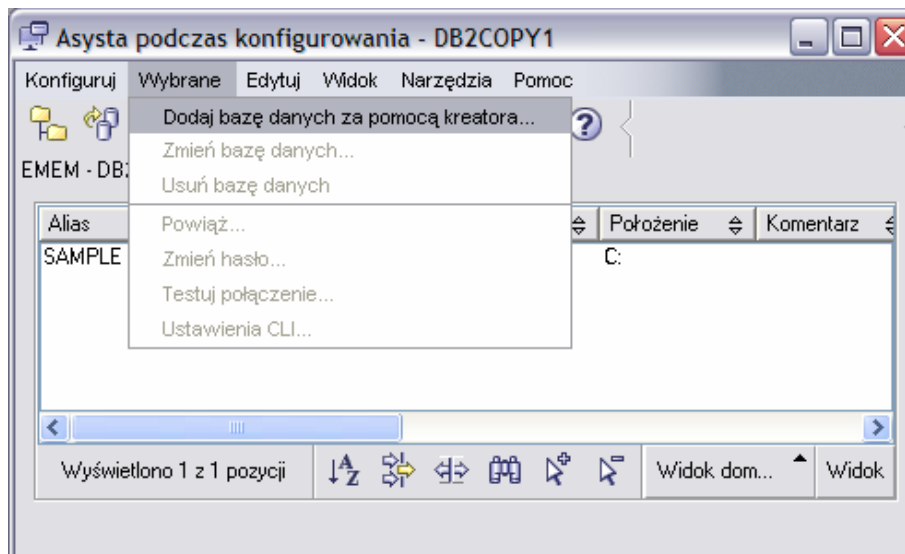 Asysta podczas konfigurowania - DB2COPY1
Konfiguruj Wybrane Edytuj Widok Narzędzia Pomoc
Dodaj bazę danych za pomocą kreatora...
Zmień bazę danych...
EMEM - DB2
Usuń bazę danych
Alias Powiąż... Położenie Komentarz
SAMPLE Zmień hasło... C:
Testuj połączenie...
Ustawienia CLI...
Wyświetlono 1 z 1 pozycji Widok dom... Widok